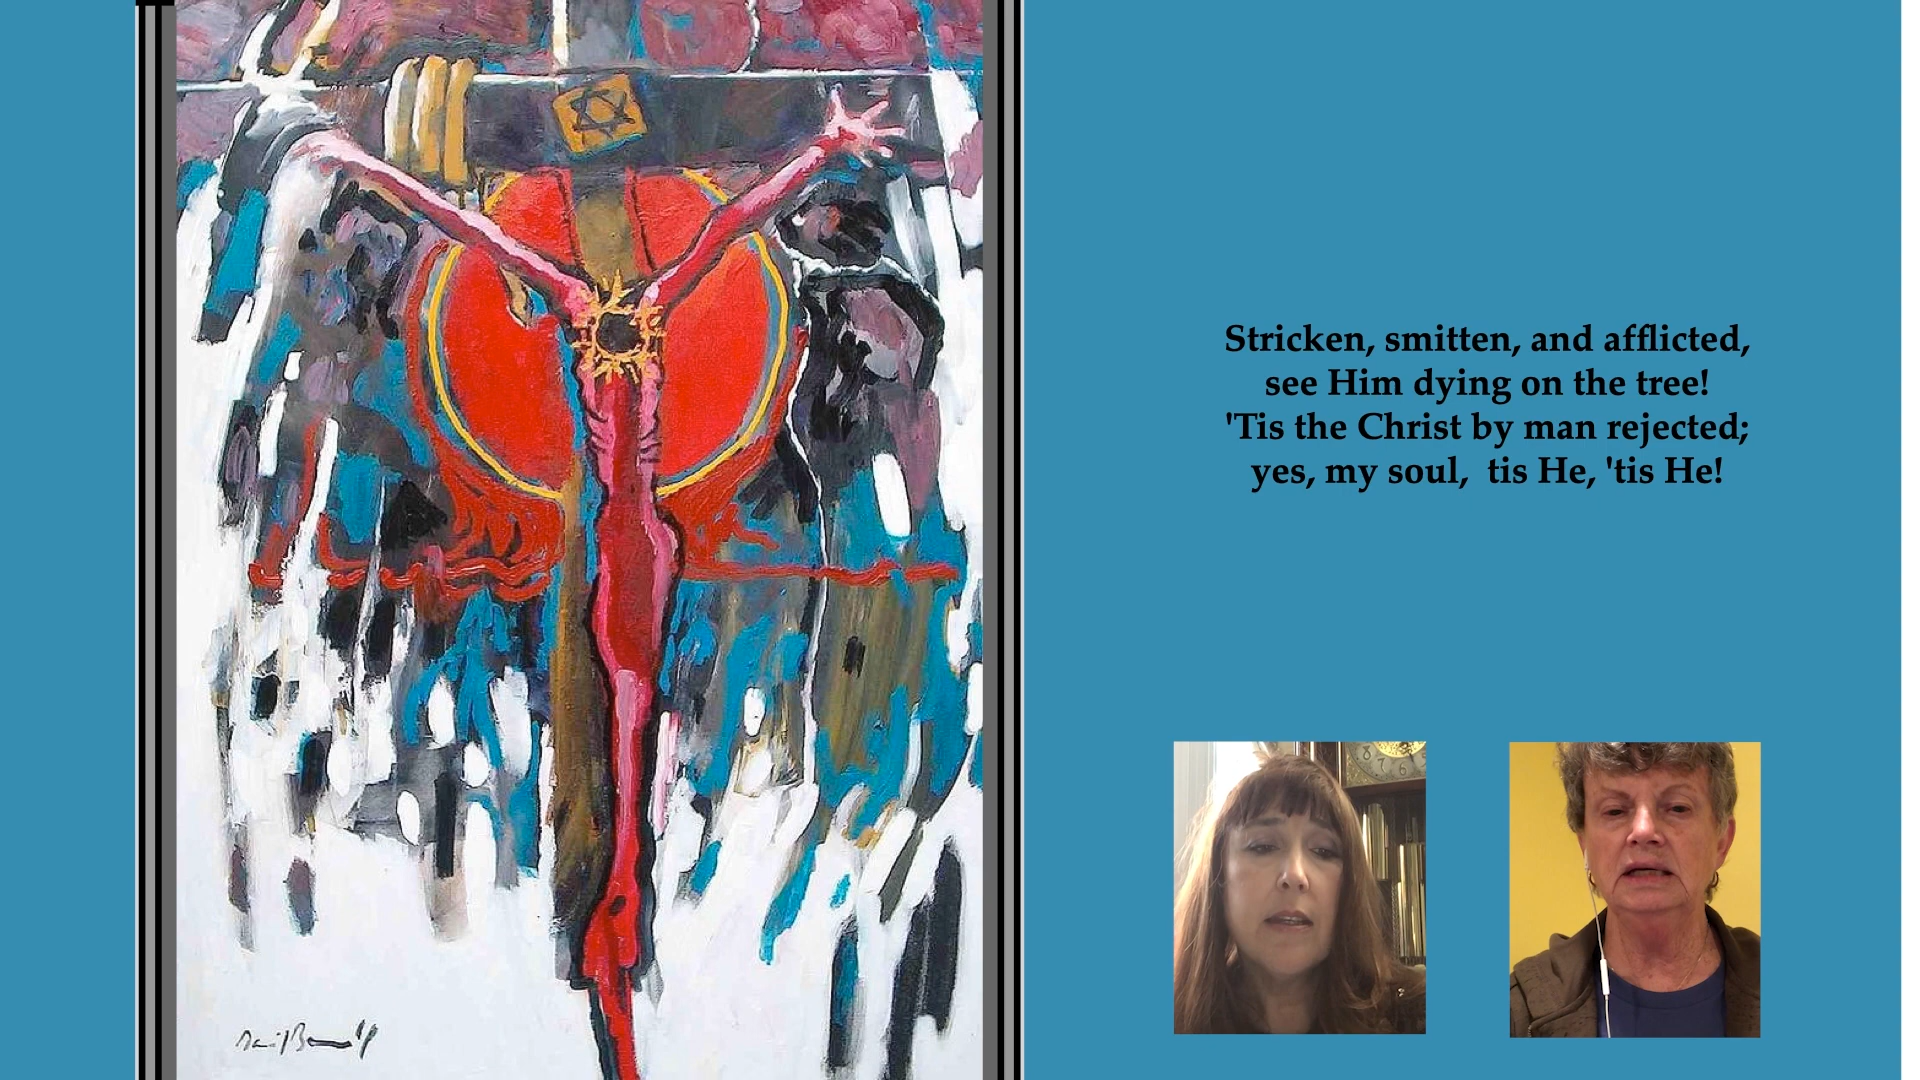 Stricken, smitten, and afflicted,
see Him dying on the tree!
'Tis the Christ by man rejected;
yes, my soul,  tis He, 'tis He!